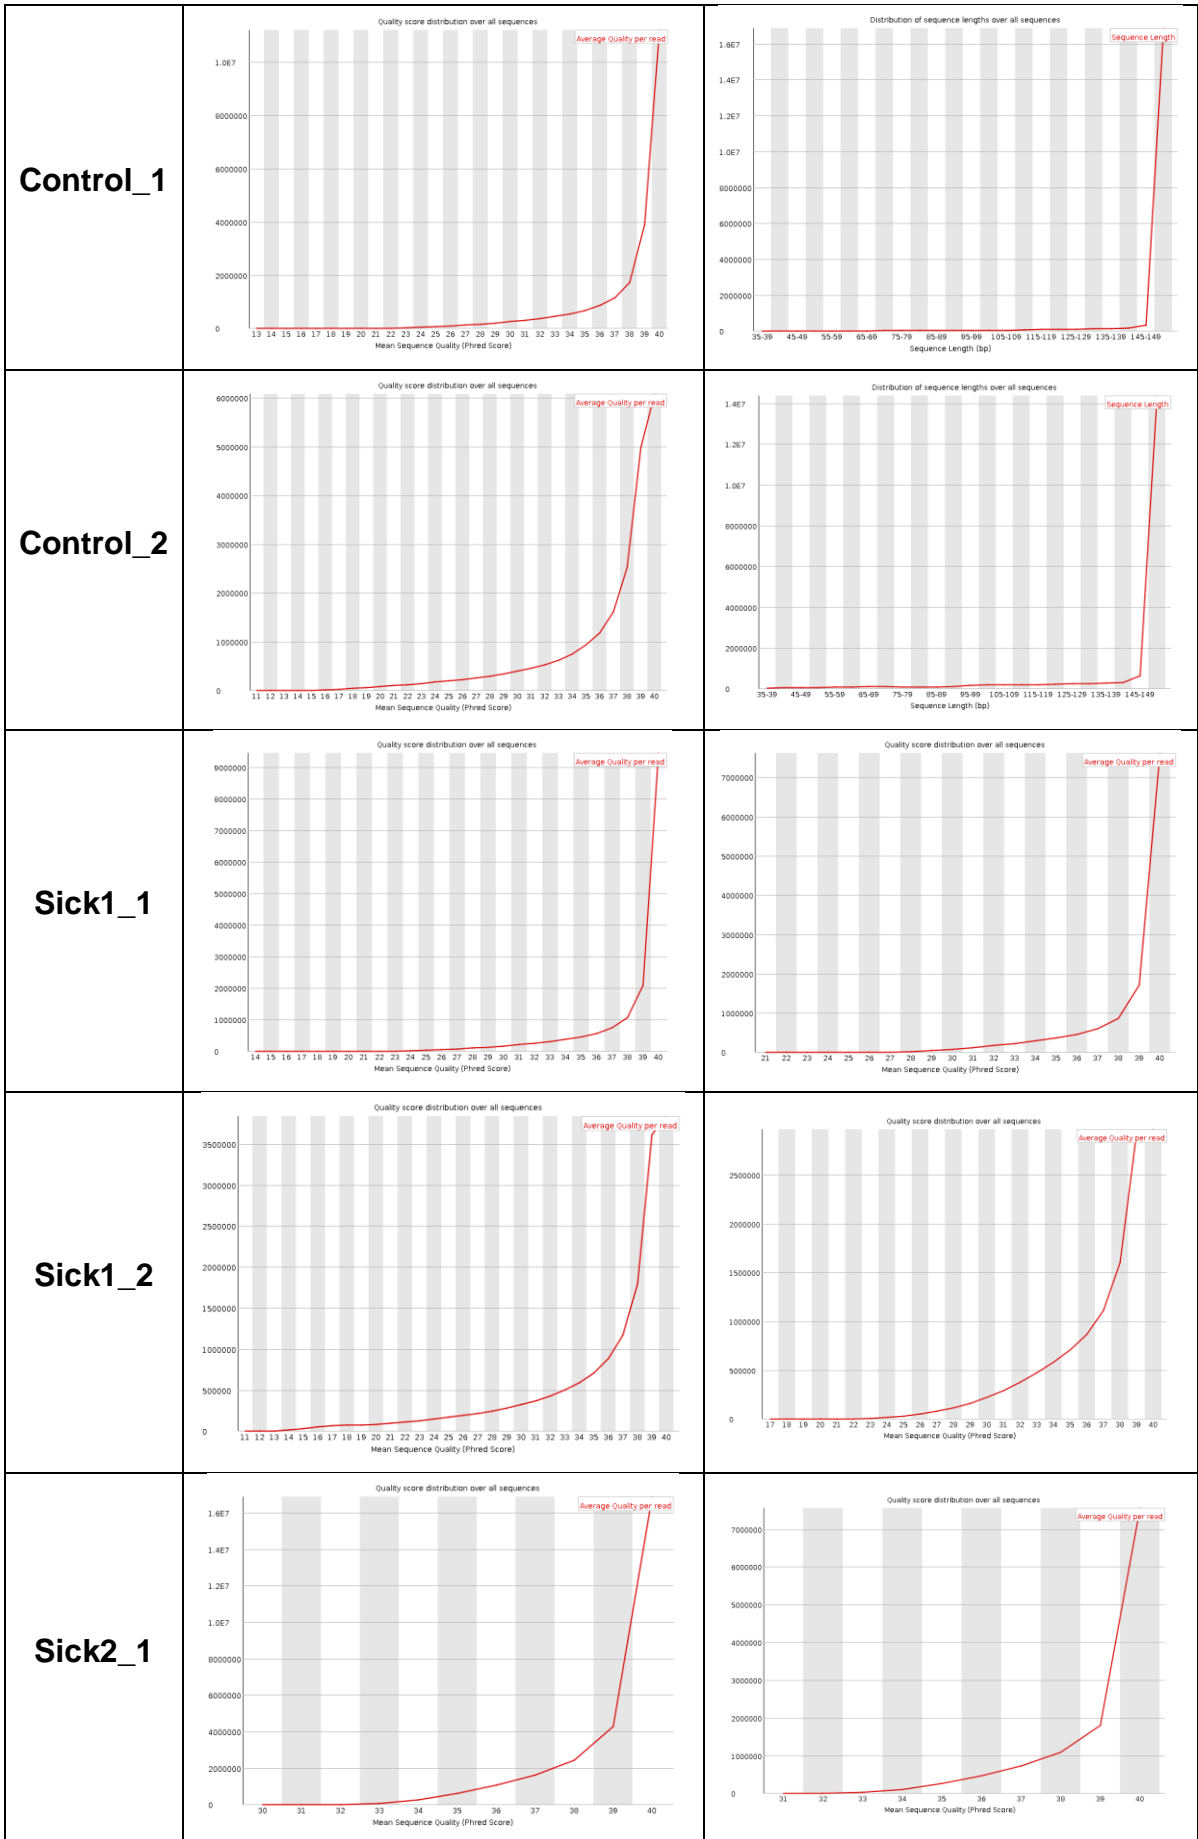 Control_1
Quality score distribution over all sequences
Average Quality per read
1.0E7
8000000
6000000
4000000
2000000
0
13 14 15 16 17 18 19 20 21 22 23 24 25 26 27 28 29 30 31 32 33 34 35 36 37 38 39 40
Mean Sequence Quality (Phred Score)
Distribution of sequence lengths over all sequences
Sequence Length
1.6E7
1.4E7
1.2E7
1.0E7
8000000
6000000
4000000
2000000
0
35-39 45-49 55-59 65-69 75-79 85-89 95-99 105-109 115-119 125-129 135-139 145-149
Sequence Length (bp)
Control_2
Quality score distribution over all sequences
Average Quality per read
6000000
5000000
4000000
3000000
2000000
1000000
0
11 12 13 14 15 16 17 18 19 20 21 22 23 24 25 26 27 28 29 30 31 32 33 34 35 36 37 38 39 40
Mean Sequence Quality (Phred Score)
Distribution of sequence lengths over all sequences
Sequence Length
1.4E7
1.2E7
1.0E7
8000000
6000000
4000000
2000000
0
35-39 45-49 55-59 65-69 75-79 85-89 95-99 105-109 115-119 125-129 135-139 145-149
Sequence Length (bp)
Sick1_1
Quality score distribution over all sequences
Average Quality per read
9000000
8000000
7000000
6000000
5000000
4000000
3000000
2000000
1000000
0
14 15 16 17 18 19 20 21 22 23 24 25 26 27 28 29 30 31 32 33 34 35 36 37 38 39 40
Mean Sequence Quality (Phred Score)
Quality score distribution over all sequences
Average Quality per read
7000000
6000000
5000000
4000000
3000000
2000000
1000000
0
21 22 23 24 25 26 27 28 29 30 31 32 33 34 35 36 37 38 39 40
Mean Sequence Quality (Phred Score)
Sick1_2
Quality score distribution over all sequences
Average Quality per read
3500000
3000000
2500000
2000000
1500000
1000000
500000
0
11 12 13 14 15 16 17 18 19 20 21 22 23 24 25 26 27 28 29 30 31 32 33 34 35 36 37 38 39 40
Mean Sequence Quality (Phred Score)
Quality score distribution over all sequences
Average Quality per read
2500000
2000000
1500000
1000000
500000
0
17 18 19 20 21 22 23 24 25 26 27 28 29 30 31 32 33 34 35 36 37 38 39 40
Mean Sequence Quality (Phred Score)
Sick2_1
Quality score distribution over all sequences
Average Quality per read
1.6E7
1.4E7
1.2E7
1.0E7
8000000
6000000
4000000
2000000
0
30 31 32 33 34 35 36 37 38 39 40
Mean Sequence Quality (Phred Score)
Quality score distribution over all sequences
Average Quality per read
7000000
6000000
5000000
4000000
3000000
2000000
1000000
0
31 32 33 34 35 36 37 38 39 40
Mean Sequence Quality (Phred Score)